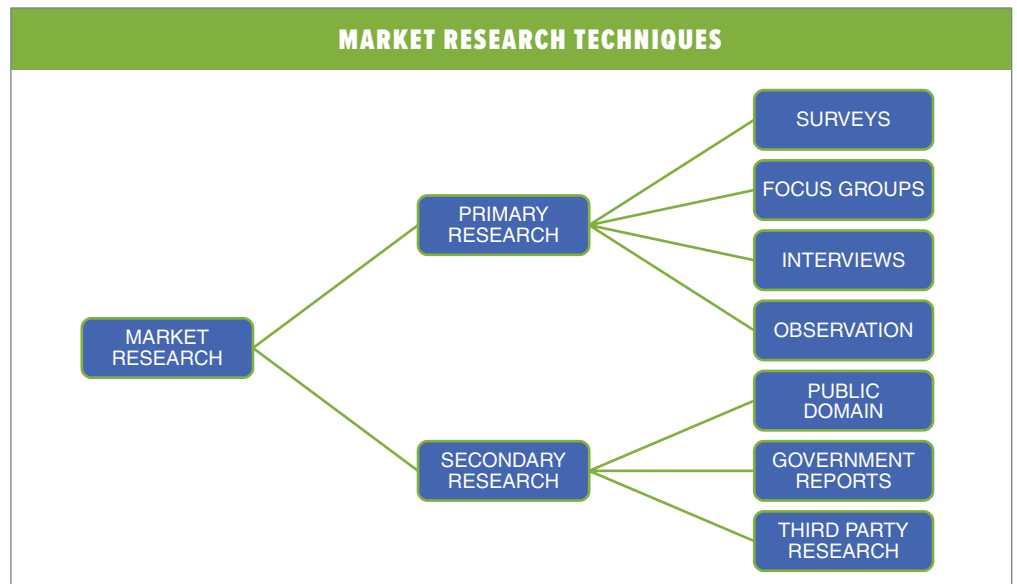 MARKET RESEARCH TECHNIQUES
MARKET
RESEARCH
PRIMARY
RESEARCH
SURVEYS
FOCUS GROUPS
INTERVIEWS
OBSERVATION
SECONDARY
RESEARCH
PUBLIC
DOMAIN
GOVERNMENT
REPORTS
THIRD PARTY
RESEARCH